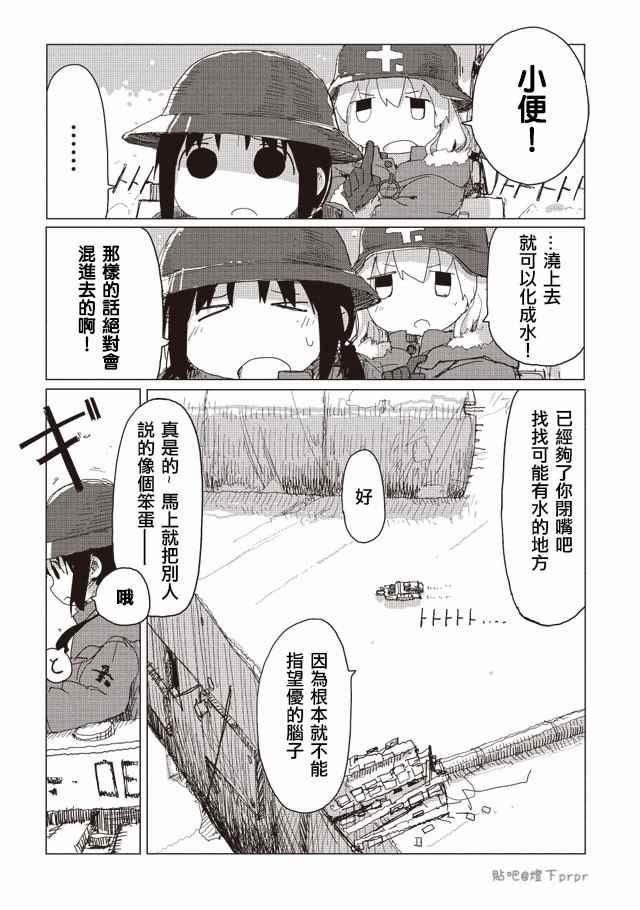 小便！
……
…澆上去
就可以化成水！
那樣的話絕對會
混進去的啊！
已經夠了你閉嘴吧
找找可能有水的地方
好
トトトト……
因為根本就不能
指望優的腦子
真是的~ 馬上就把別人
説的像個笨蛋——
ギ
哦
と
貼吧@燈下prpr